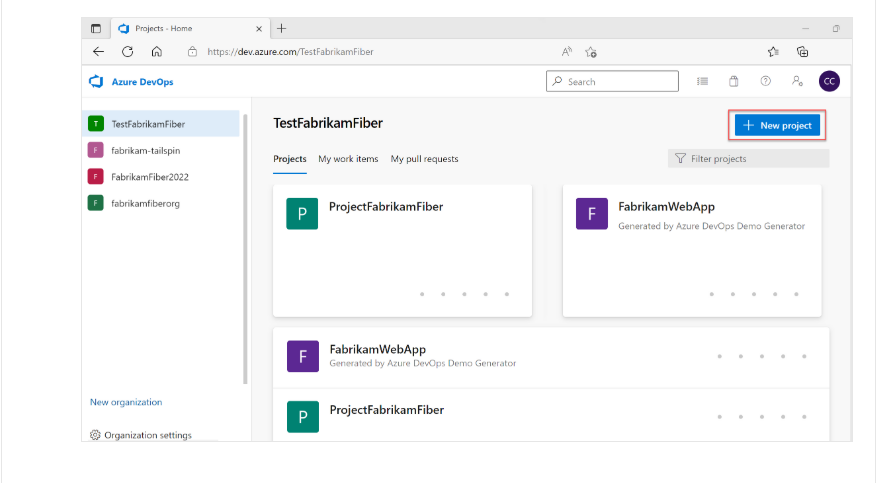 Projects - Home
https://dev.azure.com/TestFabrikamFiber
Azure DevOps
Search
CC
T TestFabrikamFiber
F fabrikam-tailspin
F FabrikamFiber2022
F fabrikamfiberorg
New organization
Organization settings
TestFabrikamFiber
New project
Projects My work items My pull requests
Filter projects
P ProjectFabrikamFiber
F FabrikamWebApp
Generated by Azure DevOps Demo Generator
F FabrikamWebApp
Generated by Azure DevOps Demo Generator
P ProjectFabrikamFiber